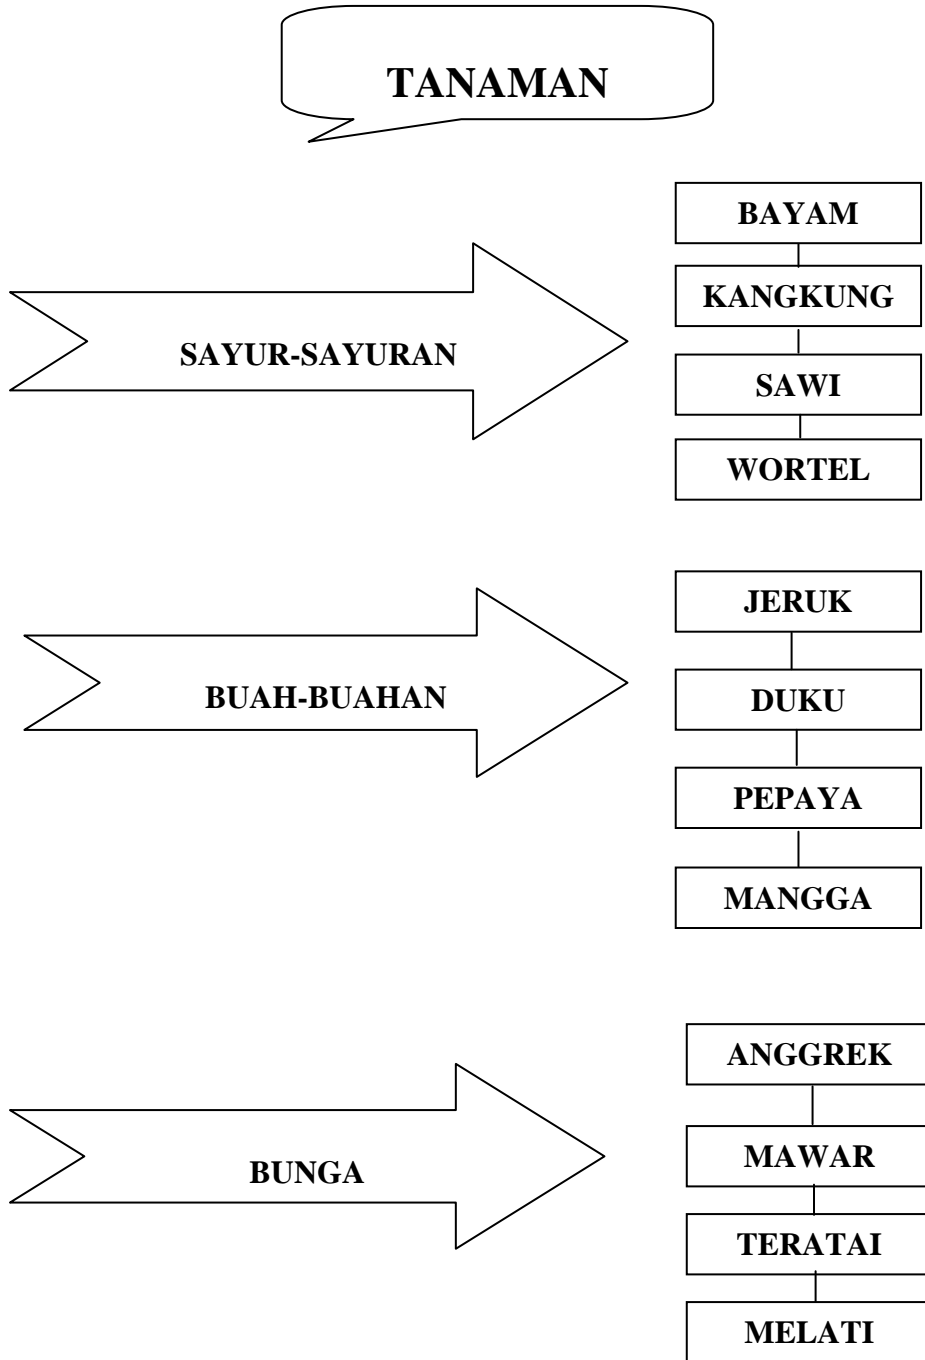 TANAMAN
SAYUR-SAYURAN
BAYAM
KANGKUNG
SAWI
WORTEL
BUAH-BUAHAN
JERUK
DUKU
PEPAYA
MANGGA
BUNGA
ANGGREK
MAWAR
TERATAI
MELATI